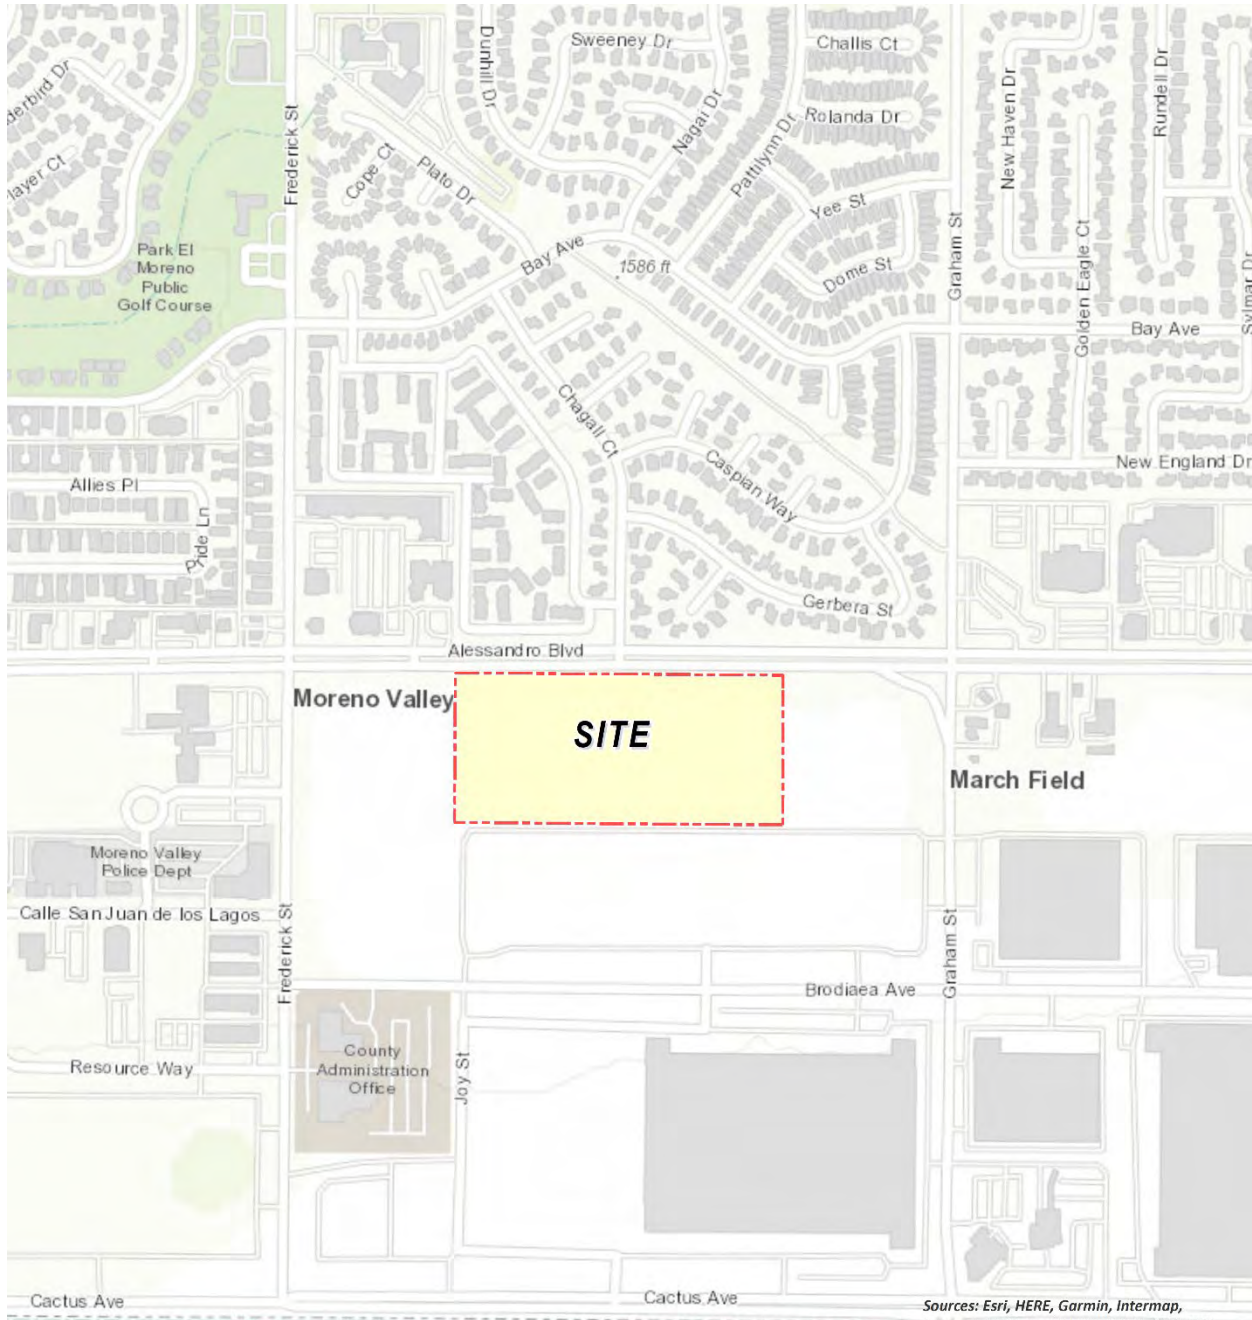 Dunhill Dr
Sweeney Dr
Challis Ct
New Haven Dr
Rundell Dr
derbird Dr
Frederick St
Nagai Dr
Rolanda Dr
layer Ct
Cope Ct
Plato Dr
Pattilynn Dr
Yee St
Graham St
Golden Eagle Ct
Sylmar Dr
Park El
Moreno
Public
Golf Course
Bay Ave
1586 ft
Dome St
Bay Ave
Chagall Ct
Caspian Way
New England Dr
Allies Pl
Pride Ln
Gerbera St
Alessandro Blvd
Moreno Valley
SITE
March Field
Moreno Valley
Police Dept
Calle San Juan de los Lagos
Frederick St
Graham St
Brodiaea Ave
County
Administration
Office
Resource Way
Joy St
Cactus Ave
Cactus Ave
Sources: Esri, HERE, Garmin, Intermap,